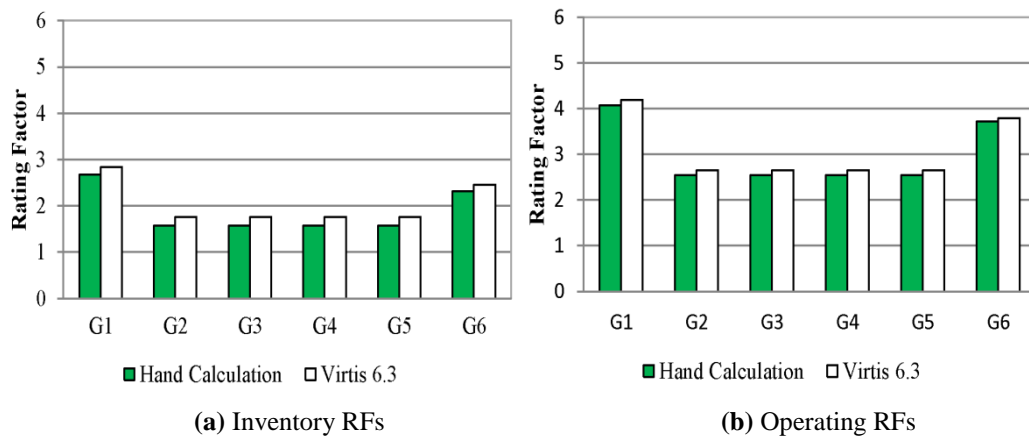 6
5
4
3
2
1
0
Rating Factor
G1 G2 G3 G4 G5 G6
Hand Calculation Virtis 6.3
(a) Inventory RFs
6
5
4
3
2
1
0
Rating Factor
G1 G2 G3 G4 G5 G6
Hand Calculation Virtis 6.3
(b) Operating RFs